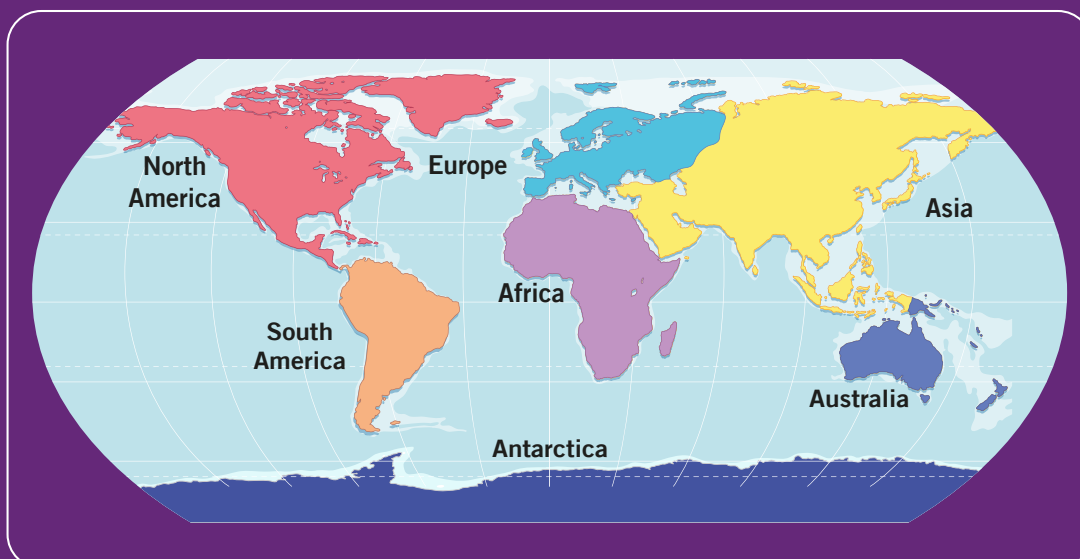 North
America
Europe
Asia
Africa
South
America
Australia
Antarctica